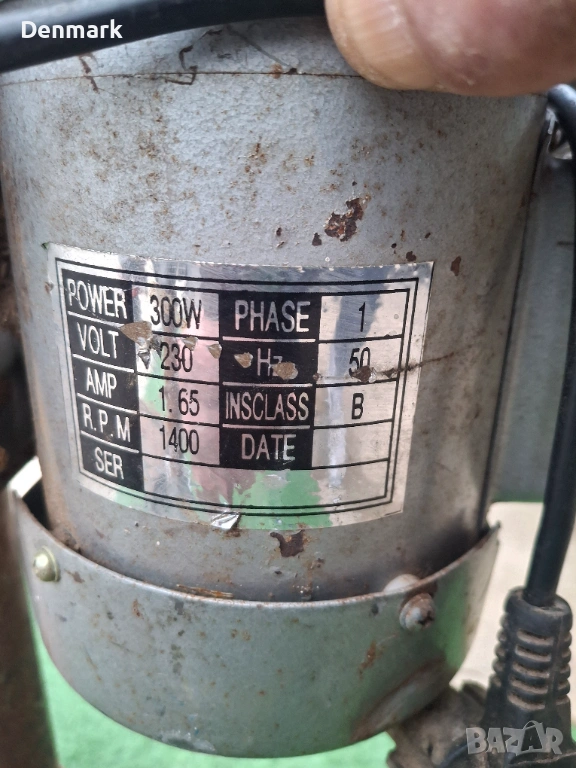 Denmark
POWER 300W PHASE 1
VOLT 230 Hz 50
AMP 1.65 INSCLASS B
R.P.M 1400 DATE
SER
BAZAR